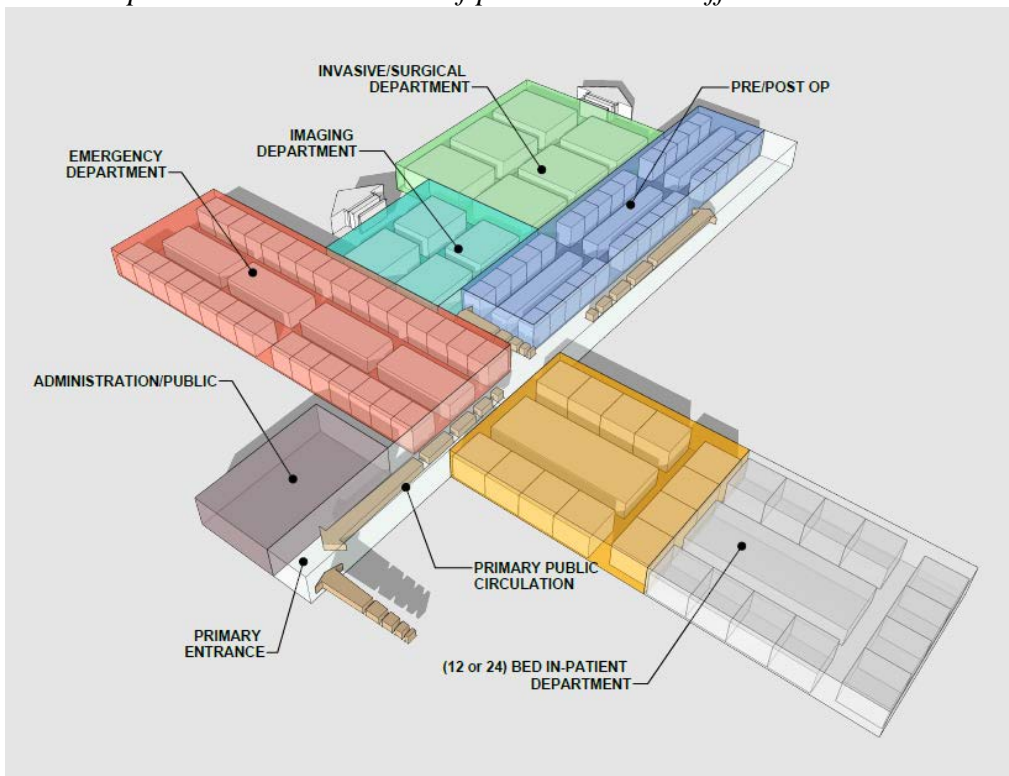 INVASIVE/SURGICAL
DEPARTMENT
PRE/POST OP
IMAGING
DEPARTMENT
EMERGENCY
DEPARTMENT
ADMINISTRATION/PUBLIC
PRIMARY PUBLIC
CIRCULATION
PRIMARY
ENTRANCE
(12 or 24) BED IN-PATIENT
DEPARTMENT